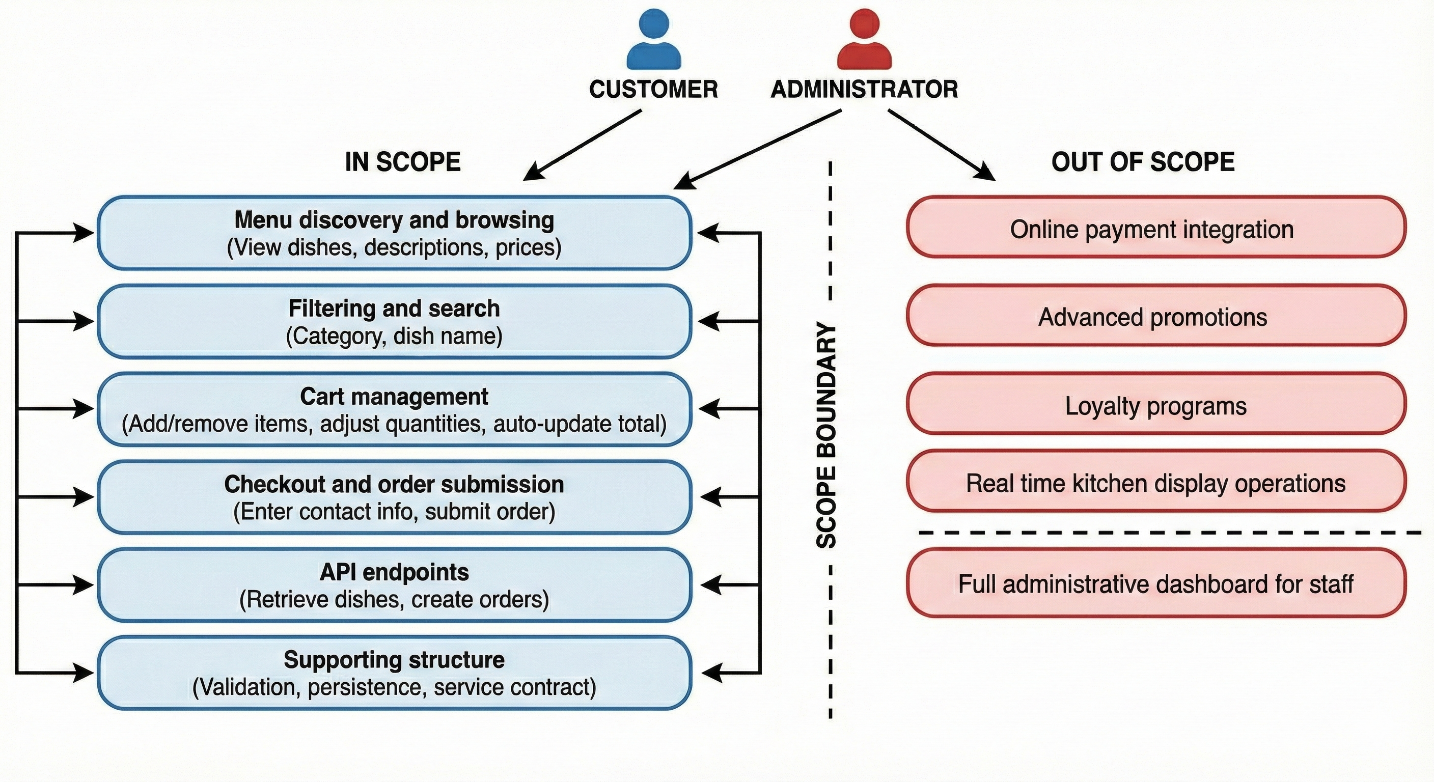 CUSTOMER
ADMINISTRATOR
IN SCOPE
Menu discovery and browsing
(View dishes, descriptions, prices)
Filtering and search
(Category, dish name)
Cart management
(Add/remove items, adjust quantities, auto-update total)
Checkout and order submission
(Enter contact info, submit order)
API endpoints
(Retrieve dishes, create orders)
Supporting structure
(Validation, persistence, service contract)
SCOPE BOUNDARY
OUT OF SCOPE
Online payment integration
Advanced promotions
Loyalty programs
Real time kitchen display operations
Full administrative dashboard for staff